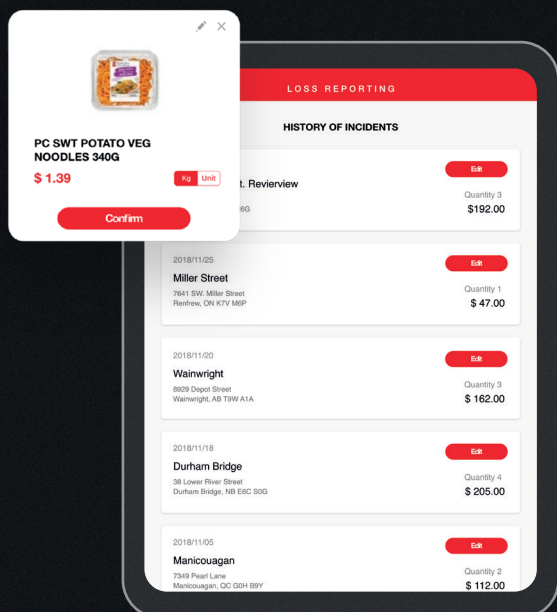 PC SWT POTATO VEG
NOODLES 340G
$ 1.39
Kg Unit
Confirm
LOSS REPORTING
HISTORY OF INCIDENTS
Edit
t. Revierview
Quantity 3
6G
$192.00
2018/11/25
Edit
Miller Street
Quantity 1
7641 SW. Miller Street
Renfrew, ON K7V M6P
$ 47.00
2018/11/20
Edit
Wainwright
Quantity 3
8929 Depot Street
Wainwright, AB T9W A1A
$ 162.00
2018/11/18
Edit
Durham Bridge
Quantity 4
38 Lower River Street
Durham Bridge, NB E6C S0G
$ 205.00
2018/11/05
Edit
Manicouagan
Quantity 2
7349 Pearl Lane
Manicouagan, QC G0H B9Y
$ 112.00